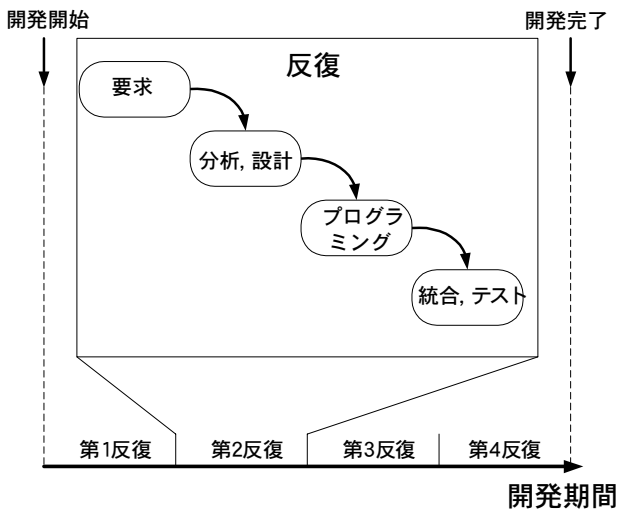 開発開始
開発完了
反復
要求
分析, 設計
プログラ
ミング
統合, テスト
第1反復
第2反復
第3反復
第4反復
開発期間